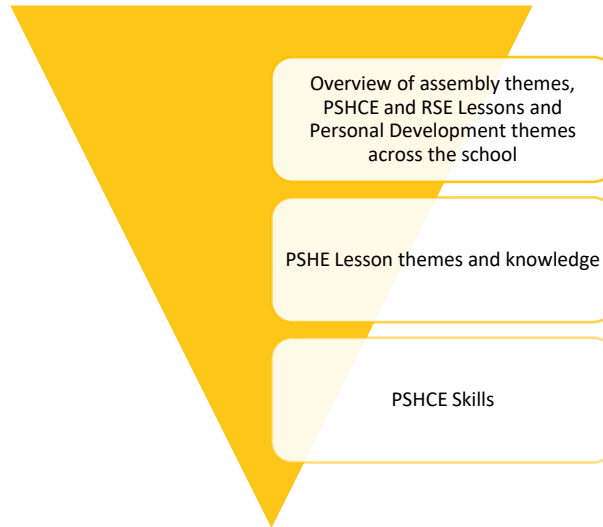 Overview of assembly themes,
PSHCE and RSE Lessons and
Personal Development themes
across the school
PSHE Lesson themes and knowledge
PSHCE Skills